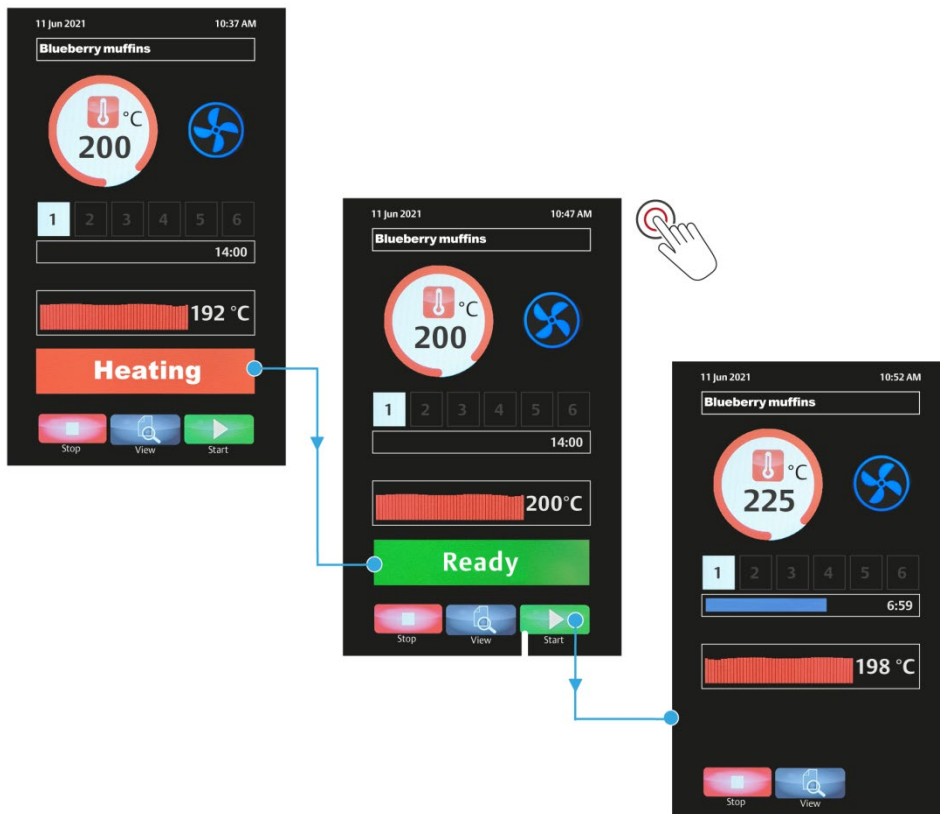 11 Jun 2021 10:37 AM
Blueberry muffins
°C
200
1 2 3 4 5 6
14:00
192 °C
Heating
Stop View Start
11 Jun 2021 10:47 AM
Blueberry muffins
°C
200
1 2 3 4 5 6
14:00
200°C
Ready
Stop View Start
11 Jun 2021 10:52 AM
Blueberry muffins
°C
225
1 2 3 4 5 6
6:59
198 °C
Stop View